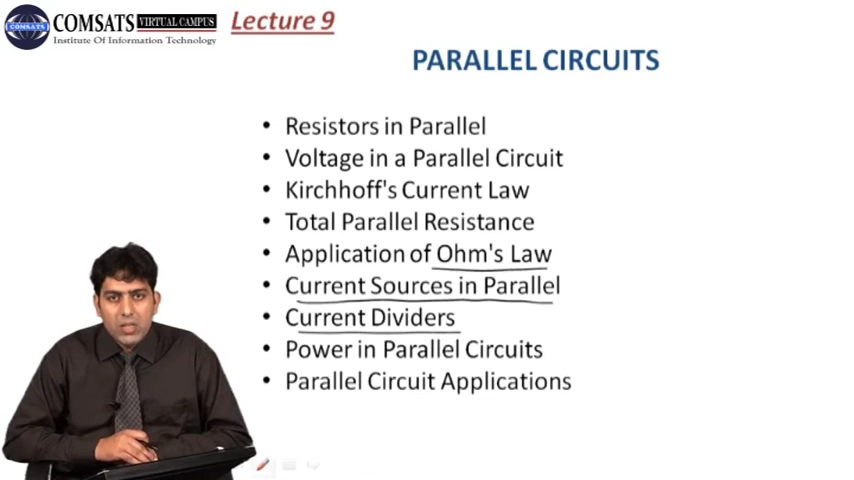 COMSATS VIRTUAL CAMPUS
Institute Of Information Technology
Lecture 9
PARALLEL CIRCUITS
• Resistors in Parallel
• Voltage in a Parallel Circuit
• Kirchhoff's Current Law
• Total Parallel Resistance
• Application of Ohm's Law
• Current Sources in Parallel
• Current Dividers
• Power in Parallel Circuits
• Parallel Circuit Applications